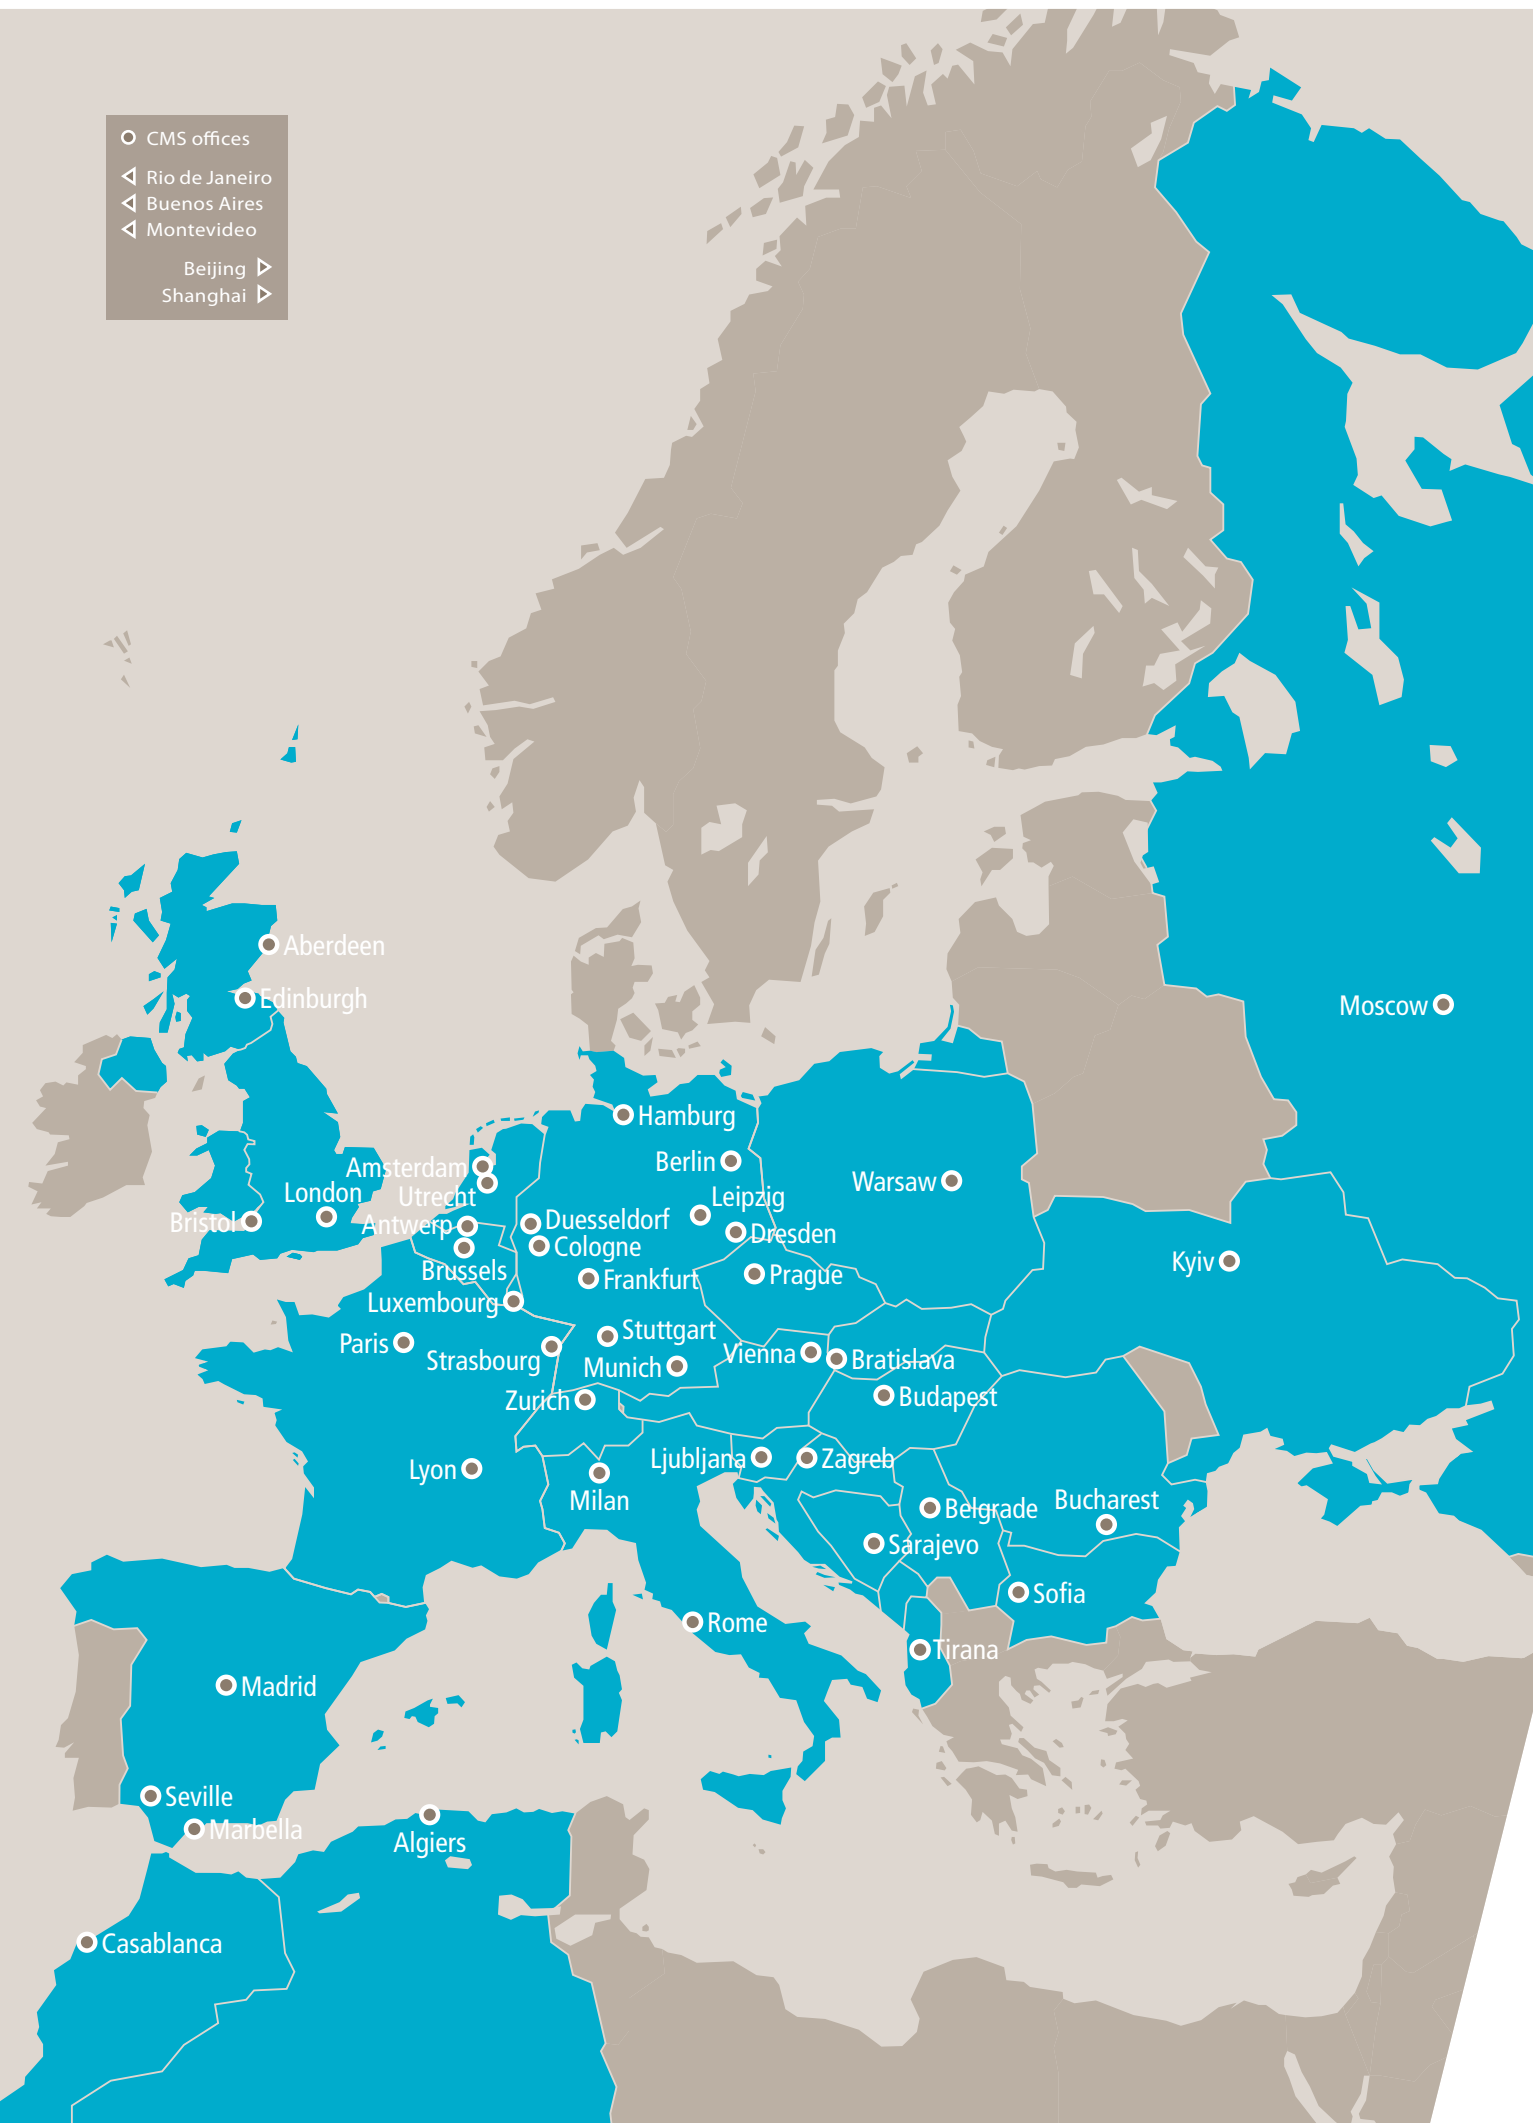 CMS offices
Rio de Janeiro
Buenos Aires
Montevideo
Beijing
Shanghai
Aberdeen
Edinburgh
Moscow
Hamburg
Berlin
Amsterdam
Utrecht
Warsaw
London
Leipzig
Bristol
Antwerp
Duesseldorf
Dresden
Cologne
Kyiv
Brussels
Frankfurt
Prague
Luxembourg
Paris
Stuttgart
Strasbourg
Vienna
Munich
Bratislava
Zurich
Budapest
Lyon
Ljubljana
Zagreb
Milan
Belgrade
Bucharest
Sarajevo
Sofia
Rome
Tirana
Madrid
Seville
Marbella
Algiers
Casablanca